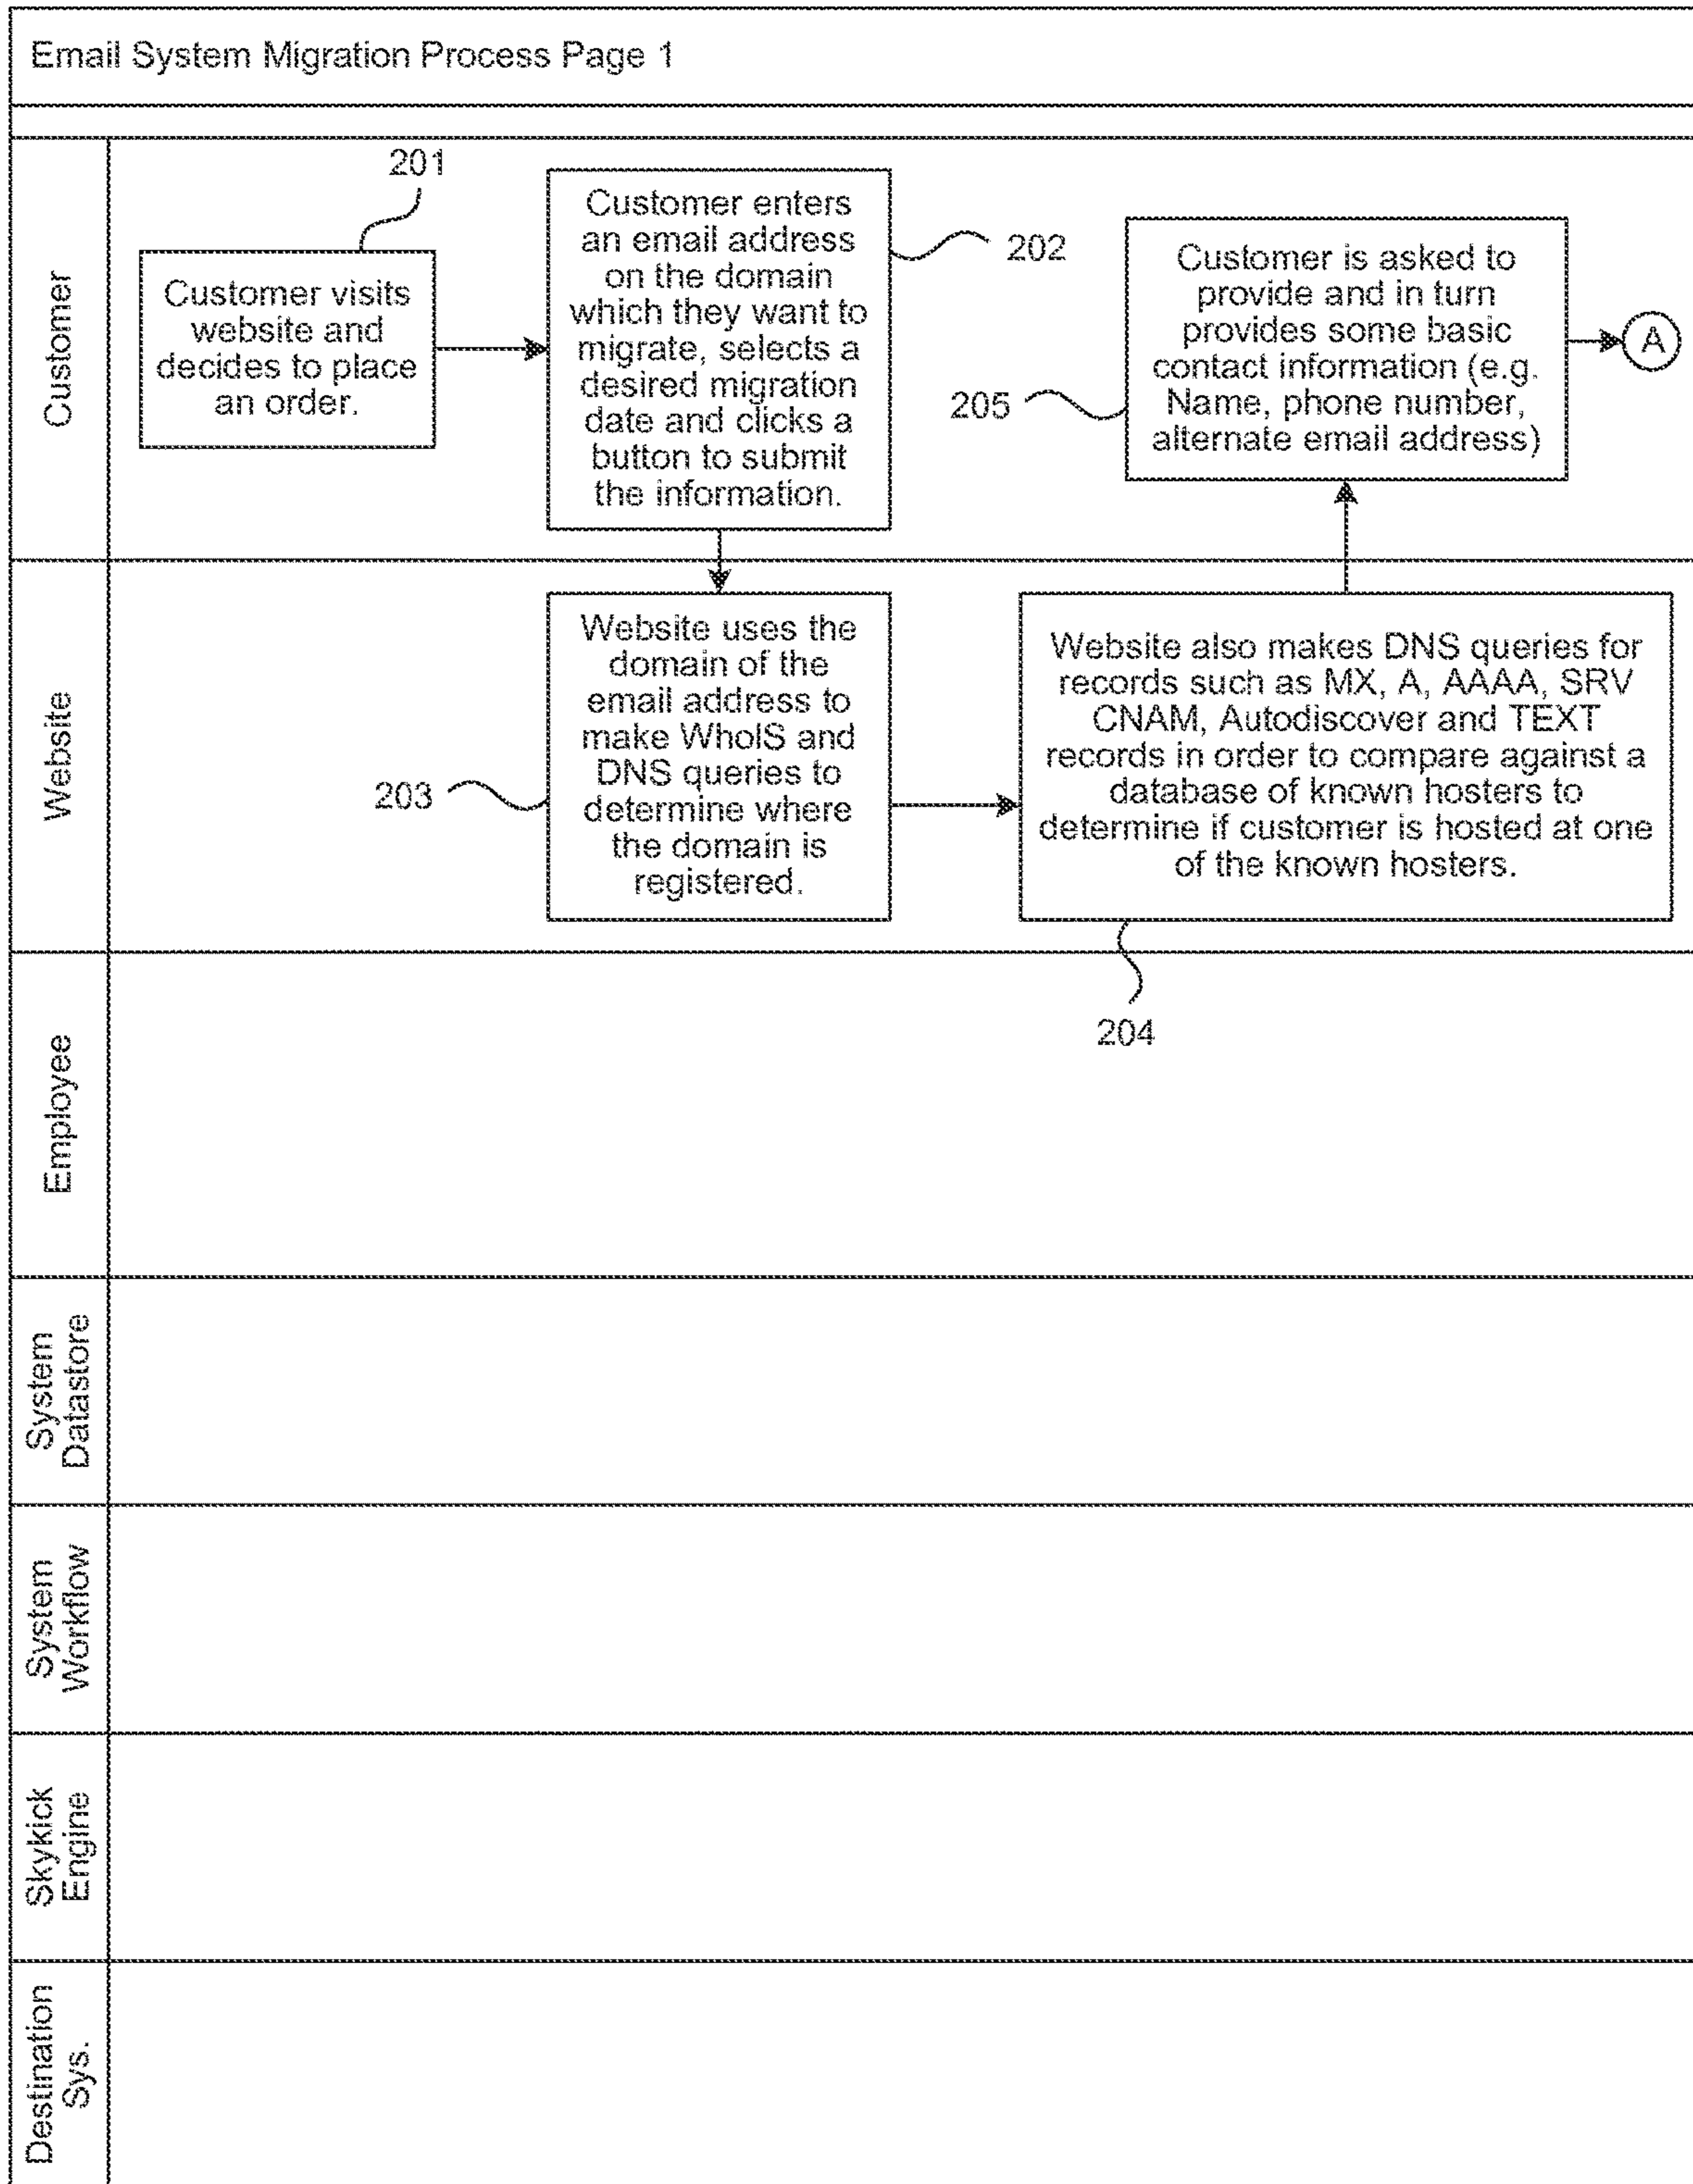 Email System Migration Process Page 1
Customer
201
Customer visits
website and
decides to place
an order.
Customer enters
an email address
on the domain
which they want to
migrate, selects a
desired migration
date and clicks a
button to submit
the information.
202
205
Customer is asked to
provide and in turn
provides some basic
contact information (e.g.
Name, phone number,
alternate email address)
A
Website
203
Website uses the
domain of the
email address to
make WhoIS and
DNS queries to
determine where
the domain is
registered.
Website also makes DNS queries for
records such as MX, A, AAAA, SRV
CNAM, Autodiscover and TEXT
records in order to compare against a
database of known hosters to
determine if customer is hosted at one
of the known hosters.
204
Employee
System
Datastore
System
Workflow
Skykick
Engine
Destination
Sys.